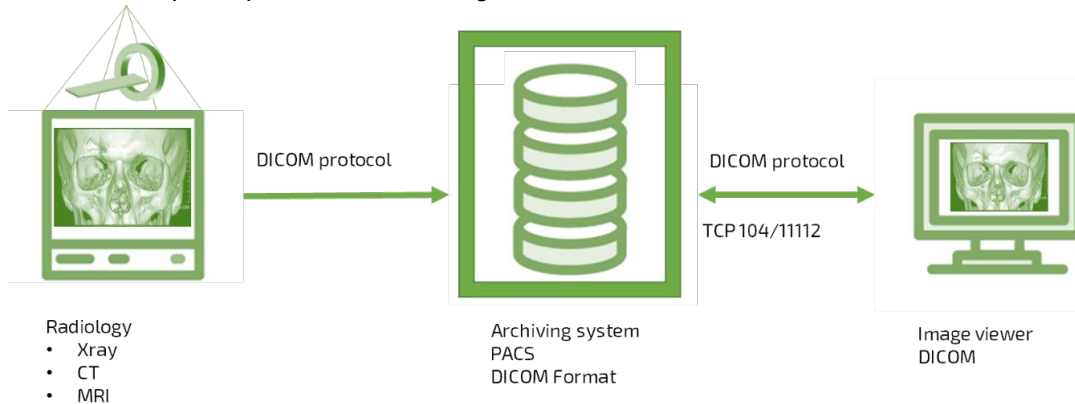 DICOM protocol
DICOM protocol
TCP 104/11112
Radiology
• Xray
• CT
• MRI
Archiving system
PACS
DICOM Format
Image viewer
DICOM